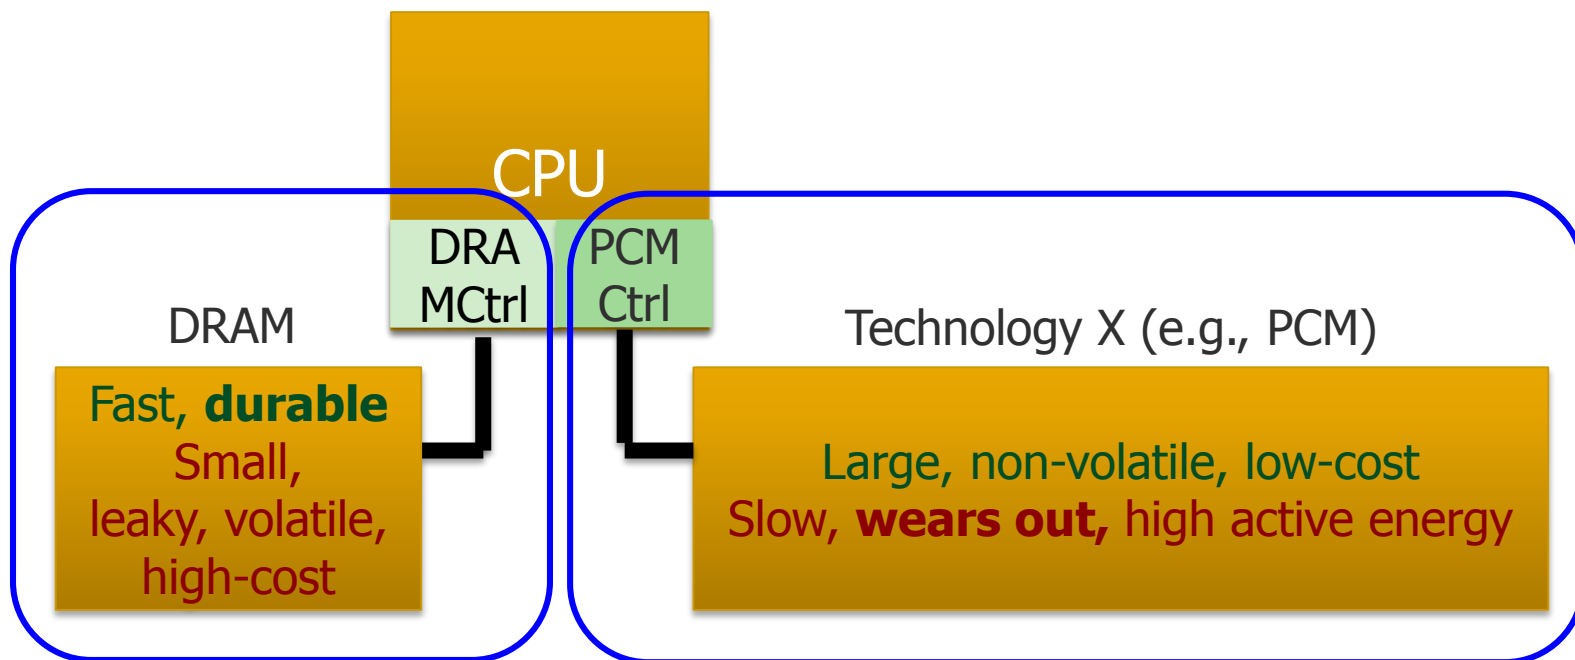 CPU
DRA
MCtrl
PCM
Ctrl
DRAM
Fast, durable
Small,
leaky, volatile,
high-cost
Technology X (e.g., PCM)
Large, non-volatile, low-cost
Slow, wears out, high active energy